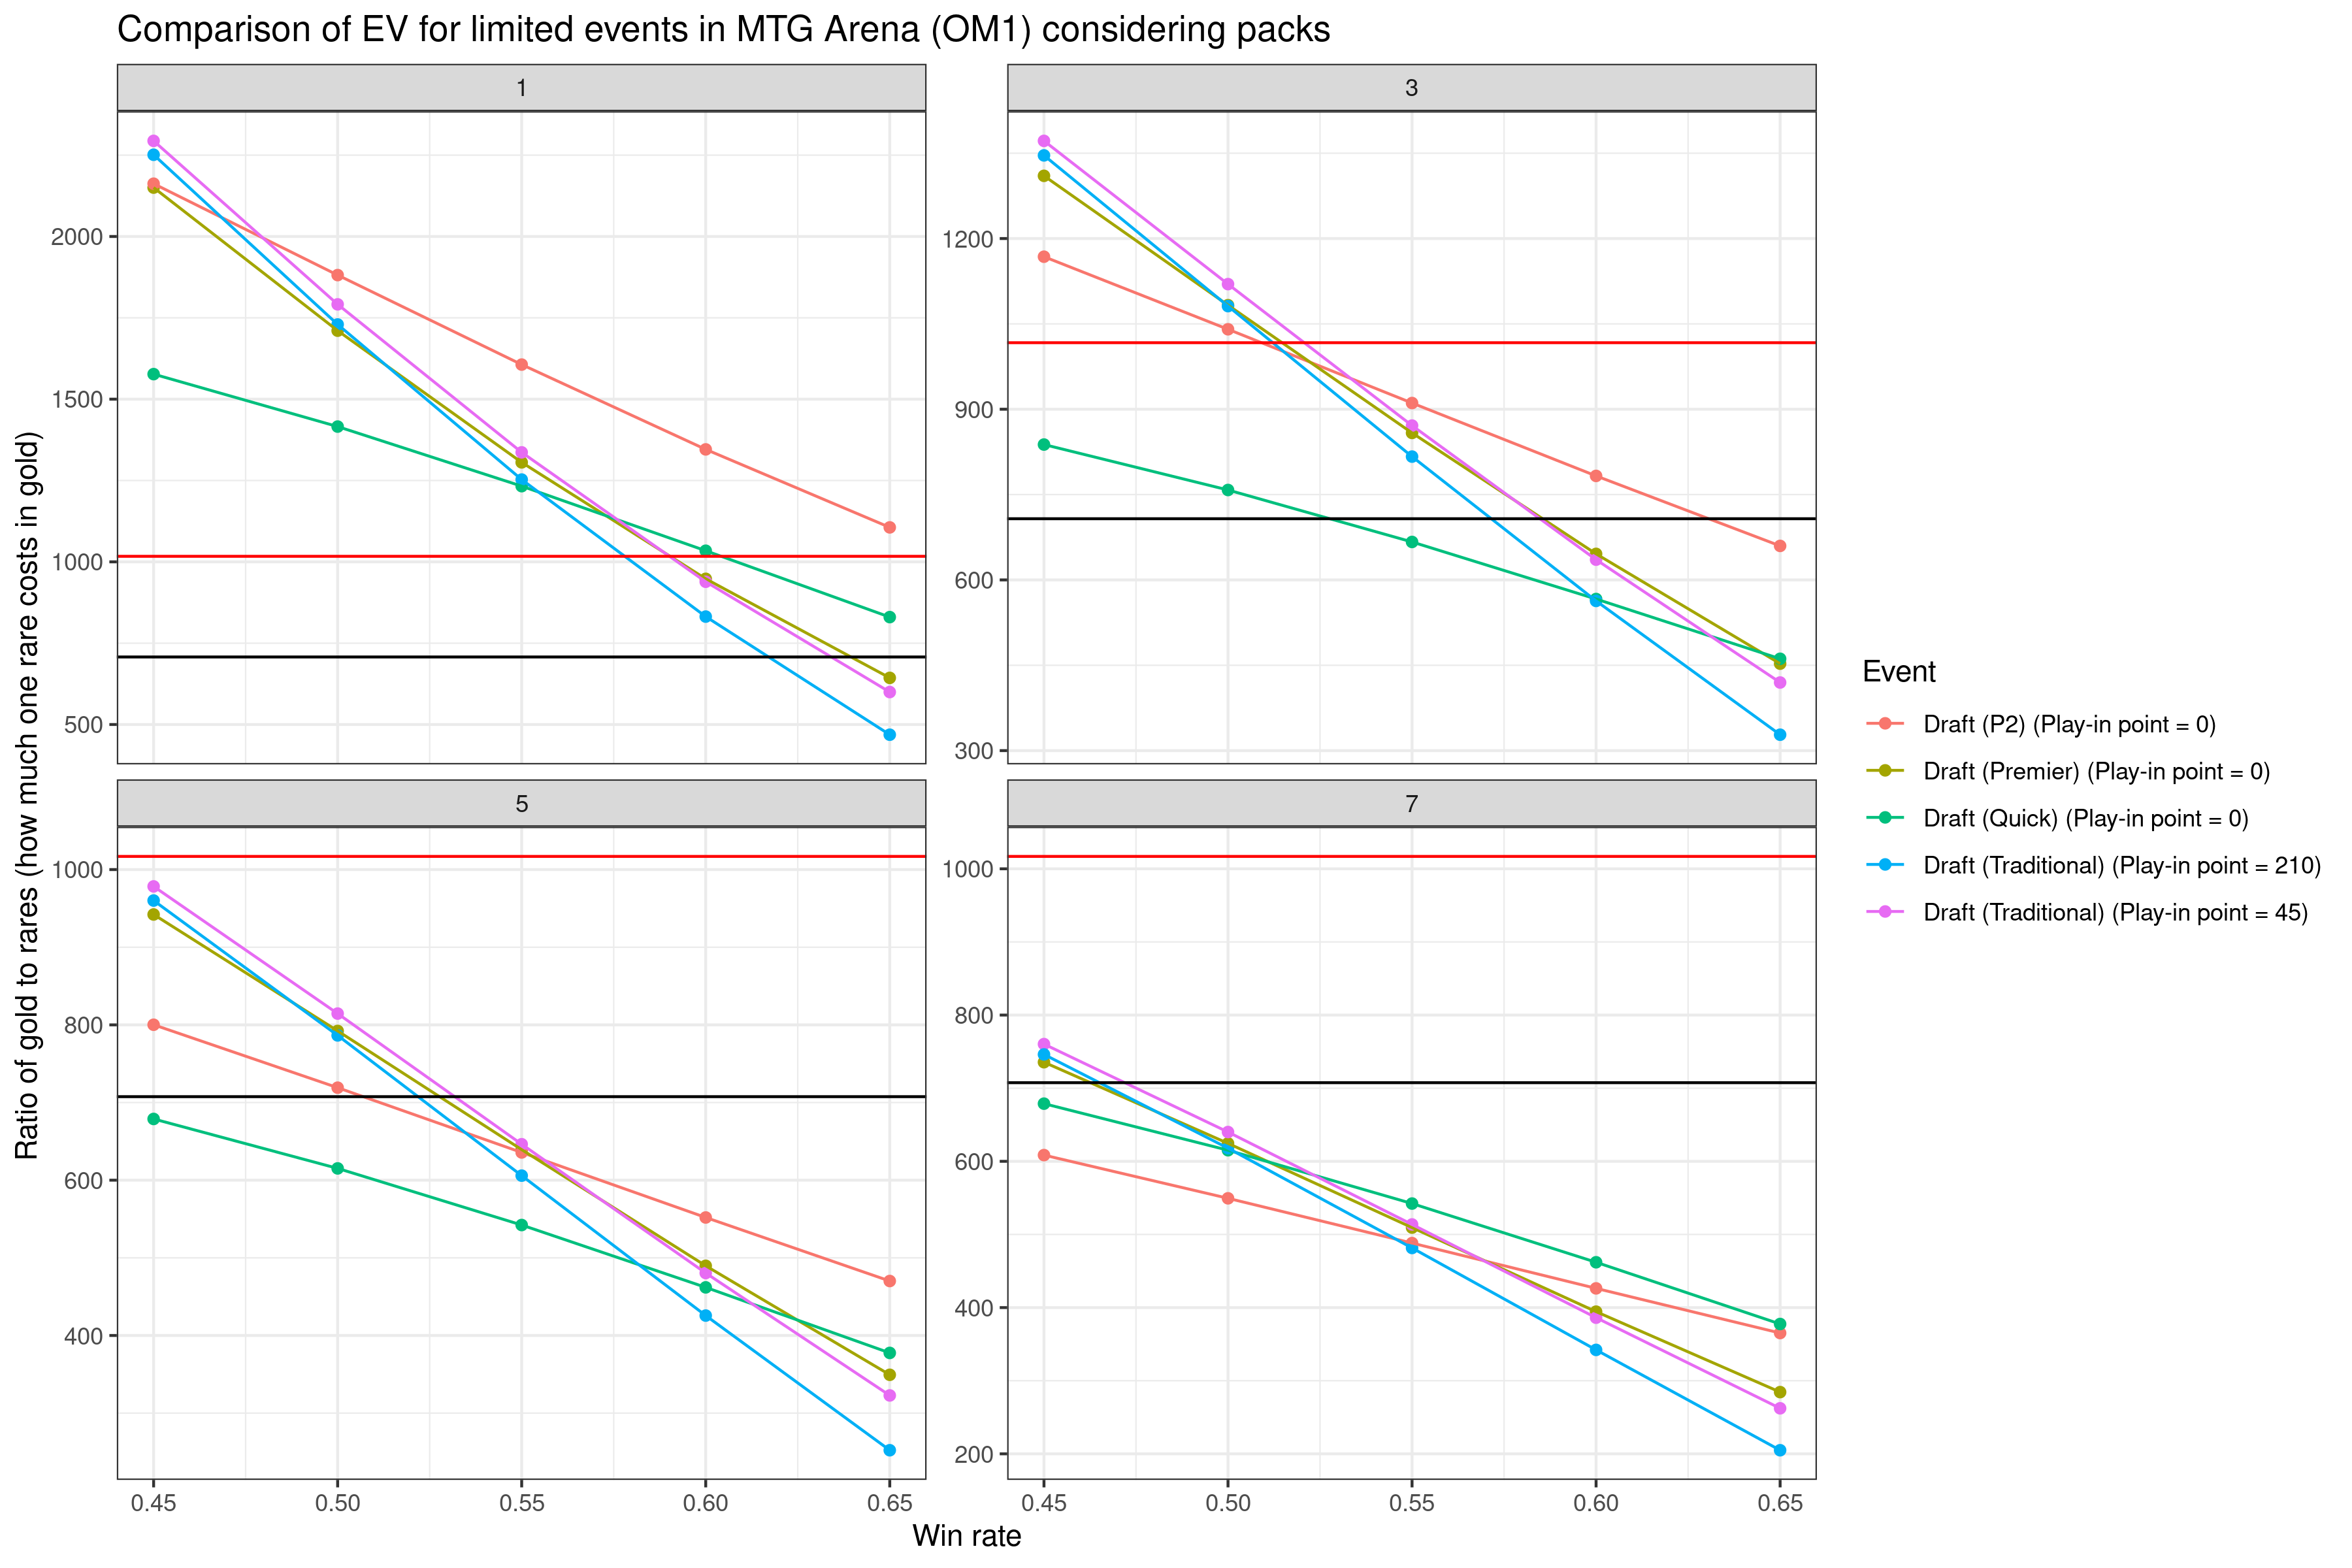 Comparison of EV for limited events in MTG Arena (OM1) considering packs
1
3
2000
1500
1000
500
1200
900
600
300
5
7
1000
800
600
400
1000
800
600
400
200
0.45 0.50 0.55 0.60 0.65
0.45 0.50 0.55 0.60 0.65
Win rate
Ratio of gold to rares (how much one rare costs in gold)
Event
Draft (P2) (Play-in point = 0)
Draft (Premier) (Play-in point = 0)
Draft (Quick) (Play-in point = 0)
Draft (Traditional) (Play-in point = 210)
Draft (Traditional) (Play-in point = 45)